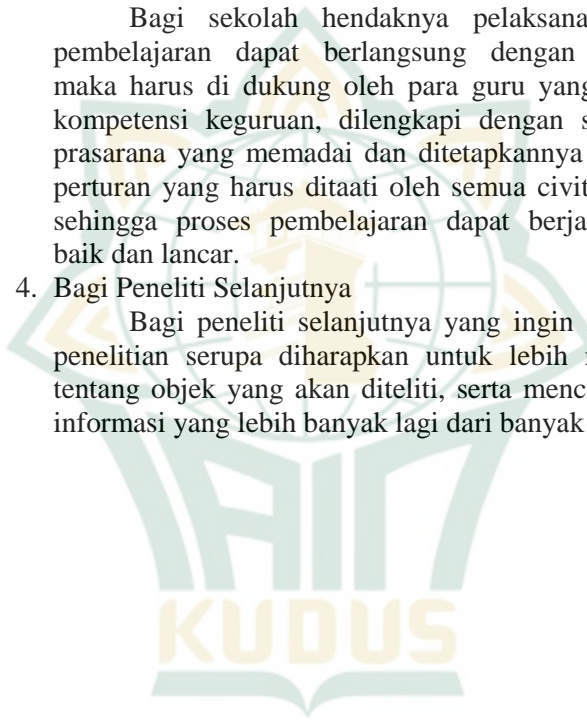 Bagi sekolah hendaknya pelaksana
pembelajaran dapat berlangsung dengan
maka harus di dukung oleh para guru yang
kompetensi keguruan, dilengkapi dengan
prasarana yang memadai dan ditetapkannya
perturan yang harus ditaati oleh semua civit
sehingga proses pembelajaran dapat berja
baik dan lancar.
4. Bagi Peneliti Selanjutnya
Bagi peneliti selanjutnya yang ingin
penelitian serupa diharapkan untuk lebih
tentang objek yang akan diteliti, serta menc
informasi yang lebih banyak lagi dari banyak
IAIN
KUDUS